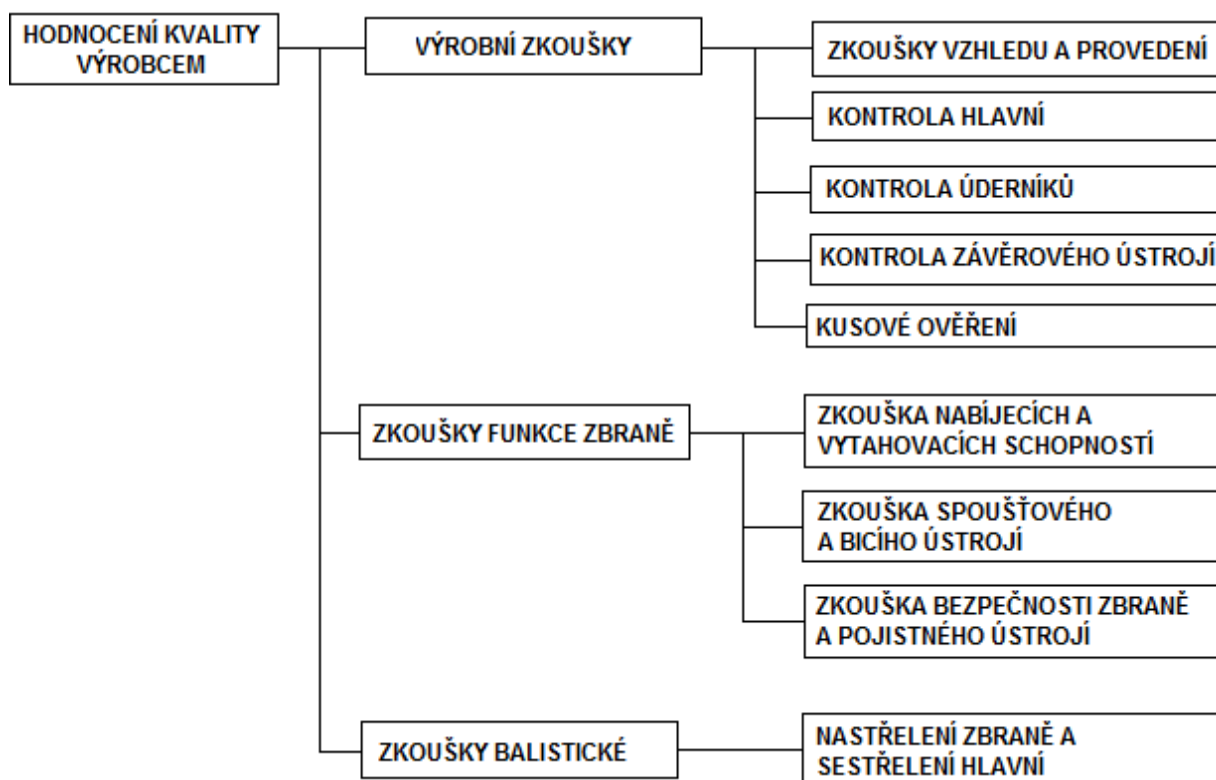 HODNOCENÍ KVALITY
VÝROBCEM
VÝROBNÍ ZKOUŠKY
ZKOUŠKY VZHLEDU A PROVEDENÍ
KONTROLA HLAVNÍ
KONTROLA ÚDERNÍKŮ
KONTROLA ZÁVĚROVÉHO ÚSTROJÍ
KUSOVÉ OVĚŘENÍ
ZKOUŠKY FUNKCE ZBRANĚ
ZKOUŠKA NABÍJECÍCH A
VYTAHOVACÍCH SCHOPNOSTÍ
ZKOUŠKA SPOUŠŤOVÉHO
A BICÍHO ÚSTROJÍ
ZKOUŠKA BEZPEČNOSTI ZBRANĚ
A POJISTNÉHO ÚSTROJÍ
ZKOUŠKY BALISTICKÉ
NASTŘELENÍ ZBRANĚ A
SESTŘELENÍ HLAVNÍ